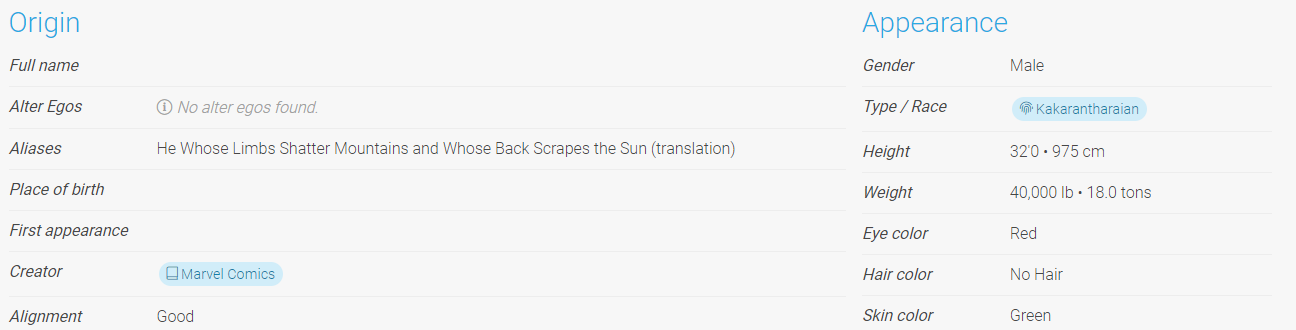 Origin
Full name
Alter Egos No alter egos found.
Aliases He Whose Limbs Shatter Mountains and Whose Back Scrapes the Sun (translation)
Place of birth
First appearance
Creator Marvel Comics
Alignment Good
Appearance
Gender Male
Type / Race Kakarantharaian
Height 32'0 • 975 cm
Weight 40,000 lb • 18.0 tons
Eye color Red
Hair color No Hair
Skin color Green